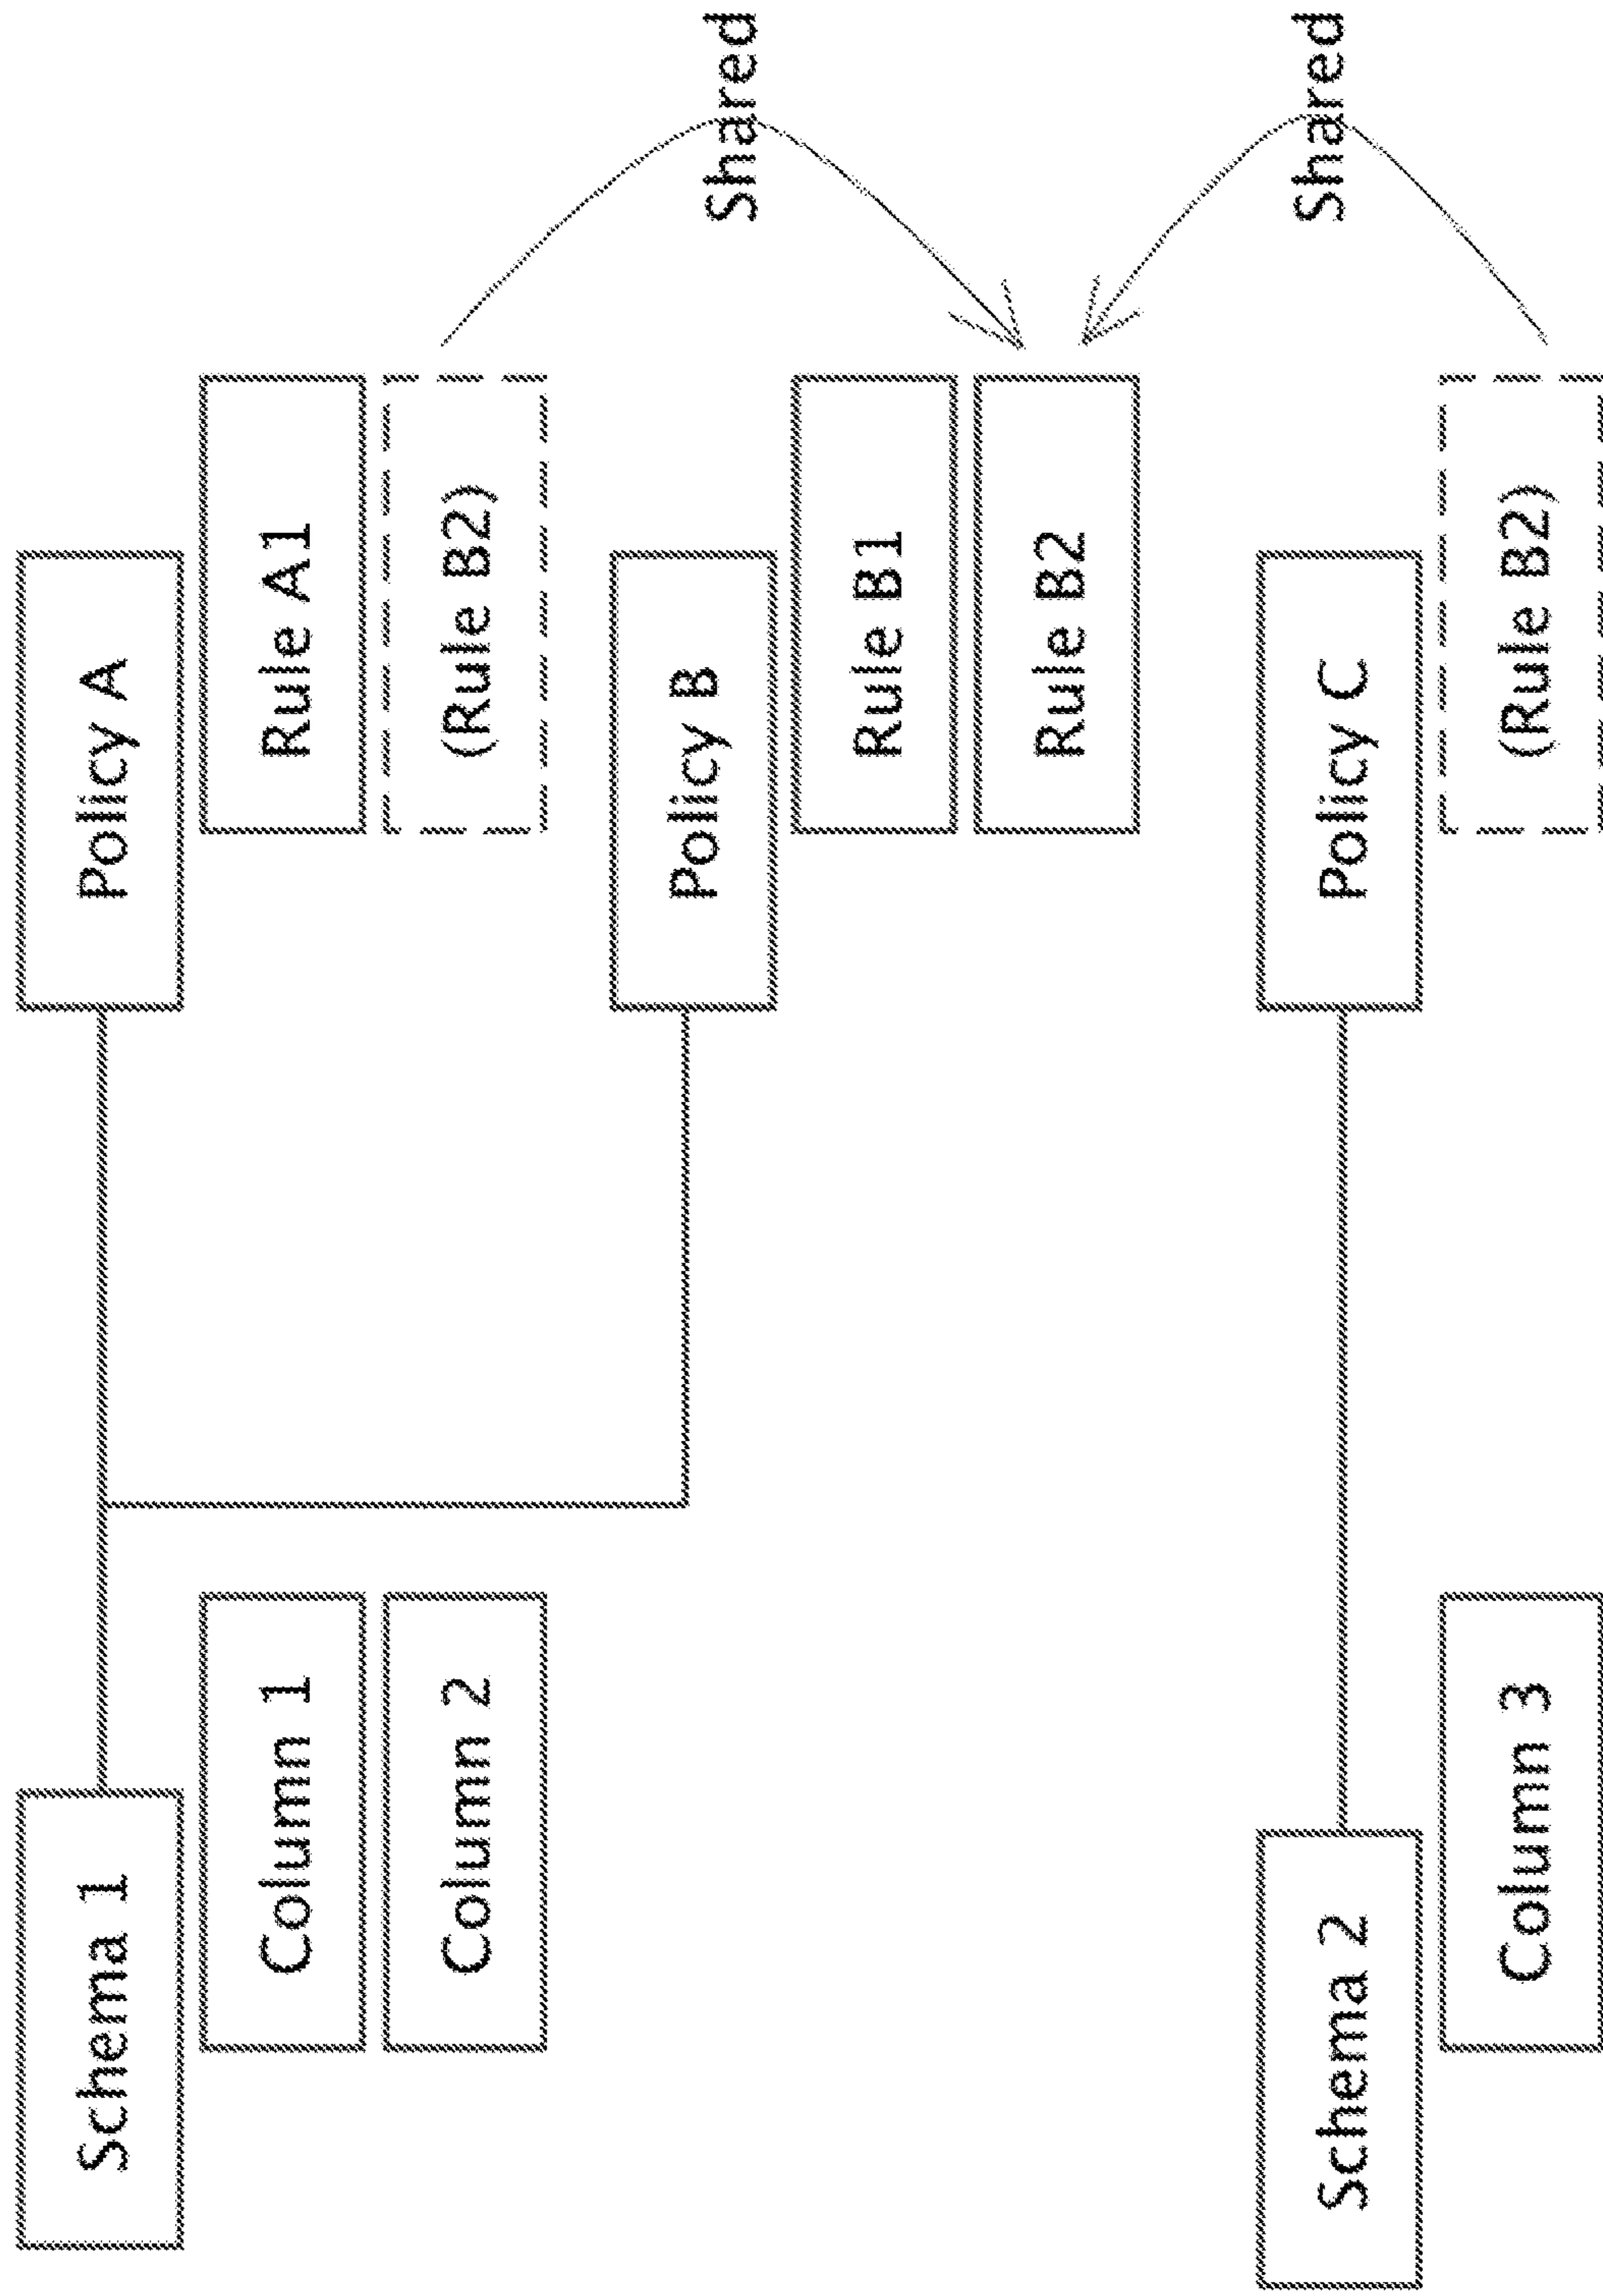 Schema 1
Policy A
Column 1
Rule A1
Column 2
(Rule B2)
Shared
Policy B
Rule B1
Rule B2
Schema 2
Policy C
Shared
Column 3
(Rule B2)